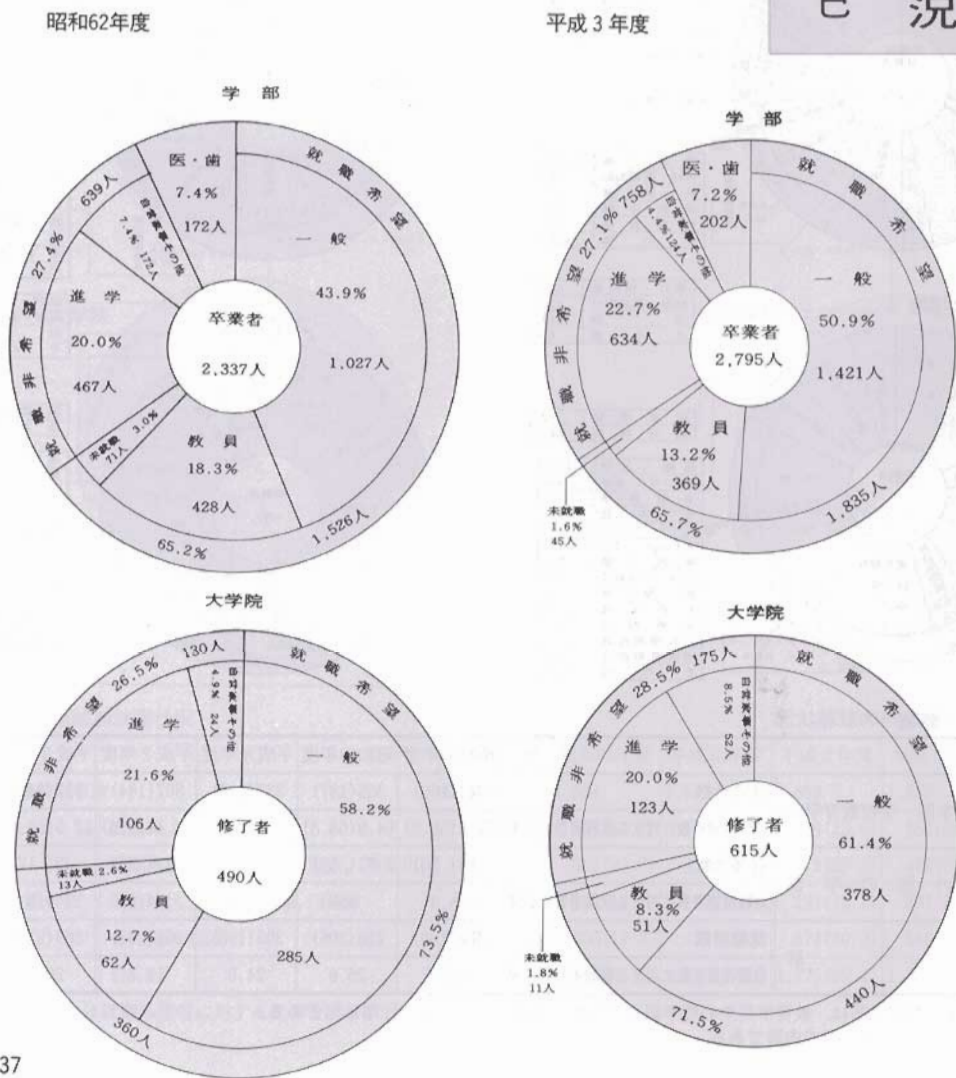 昭和62年度
平成3年度
況
学 部
就 職 希 望
一 般
43.9%
1,027人
教 員
18.3%
428人
未就職 3.0%
71人
65.2%
1,526人
就 職 非 希 望 27.4% 639人
進 学
20.0%
467人
自営家事その他
7.4% 172人
医・歯
7.4%
172人
卒業者
2,337人
学 部
就 職 希 望
一 般
50.9%
1,421人
教 員
13.2%
369人
未就職
1.6%
45人
65.7%
1,835人
就 職 非 希 望 27.1% 758人
進 学
22.7%
634人
自営家事その他
4.4% 124人
医・歯
7.2%
202人
卒業者
2,795人
大学院
就 職 希 望
一 般
58.2%
285人
教 員
12.7%
62人
未就職 2.6%
13人
360人
73.5%
就 職 非 希 望 26.5% 130人
進 学
21.6%
106人
自営家事その他
4.9% 24人
修了者
490人
大学院
就 職 希 望
一 般
61.4%
378人
教 員
8.3%
51人
未就職
1.8%
11人
71.5%
440人
就 職 非 希 望 28.5% 175人
進 学
20.0%
123人
自営家事その他
8.5% 52人
修了者
615人
37